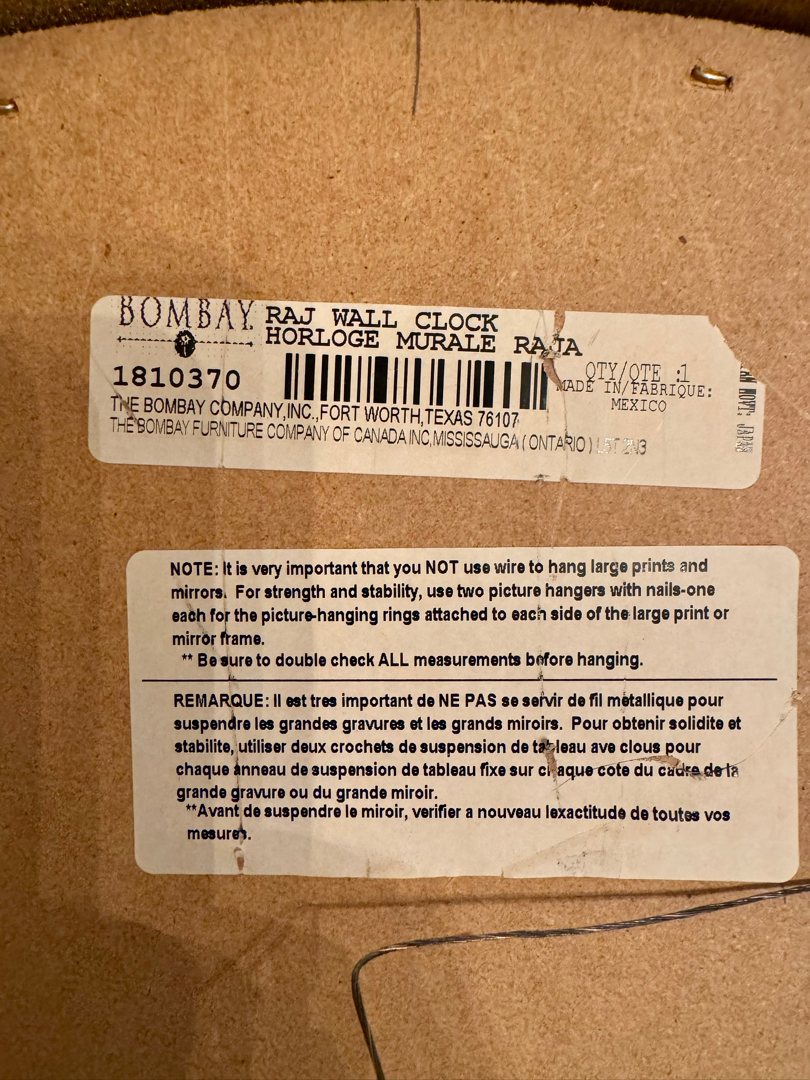 BOMBAY
RAJ WALL CLOCK
HORLOGE MURALE RAJA
1810370
QTY/QTE :1
MADE IN/FABRIQUE:
MEXICO
THE BOMBAY COMPANY,INC.,FORT WORTH,TEXAS 76107
THE BOMBAY FURNITURE COMPANY OF CANADA INC,MISSISSAUGA ( ONTARIO ) L5T 2N3
NOTE: It is very important that you NOT use wire to hang large prints and
mirrors. For strength and stability, use two picture hangers with nails-one
each for the picture-hanging rings attached to each side of the large print or
mirror frame.
** Be sure to double check ALL measurements before hanging.
REMARQUE: Il est tres important de NE PAS se servir de fil metallique pour
suspendre les grandes gravures et les grands miroirs. Pour obtenir solidite et
stabilite, utiliser deux crochets de suspension de tableau ave clous pour
chaque anneau de suspension de tableau fixe sur chaque cote du cadre de la
grande gravure ou du grande miroir.
**Avant de suspendre le miroir, verifier a nouveau lexactitude de toutes vos
mesures.